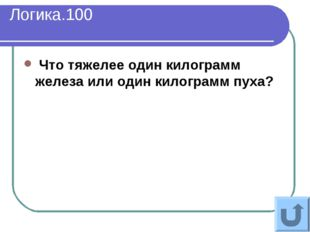 Логика.100
Что тяжелее один килограмм
железа или один килограмм пуха?